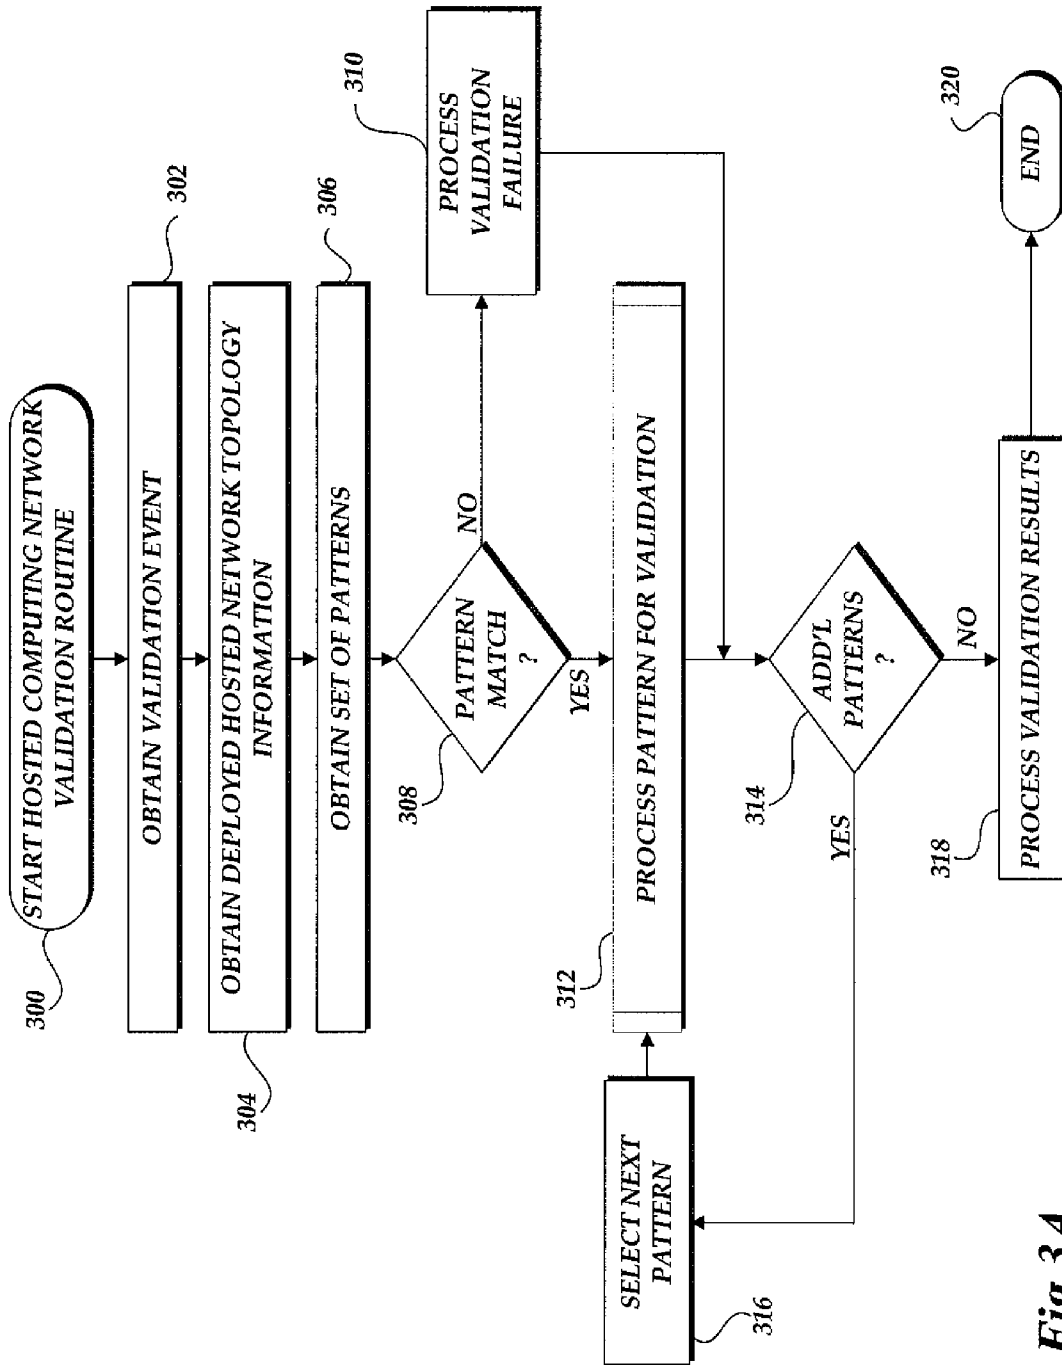 START HOSTED COMPUTING NETWORK
VALIDATION ROUTINE
300
OBTAIN VALIDATION EVENT
302
OBTAIN DEPLOYED HOSTED NETWORK TOPOLOGY
INFORMATION
304
OBTAIN SET OF PATTERNS
306
PATTERN
MATCH
?
308
NO
YES
PROCESS
VALIDATION
FAILURE
310
PROCESS PATTERN FOR VALIDATION
312
ADD'L
PATTERNS
?
314
YES
NO
SELECT NEXT
PATTERN
316
PROCESS VALIDATION RESULTS
318
END
320
Fig.3A.